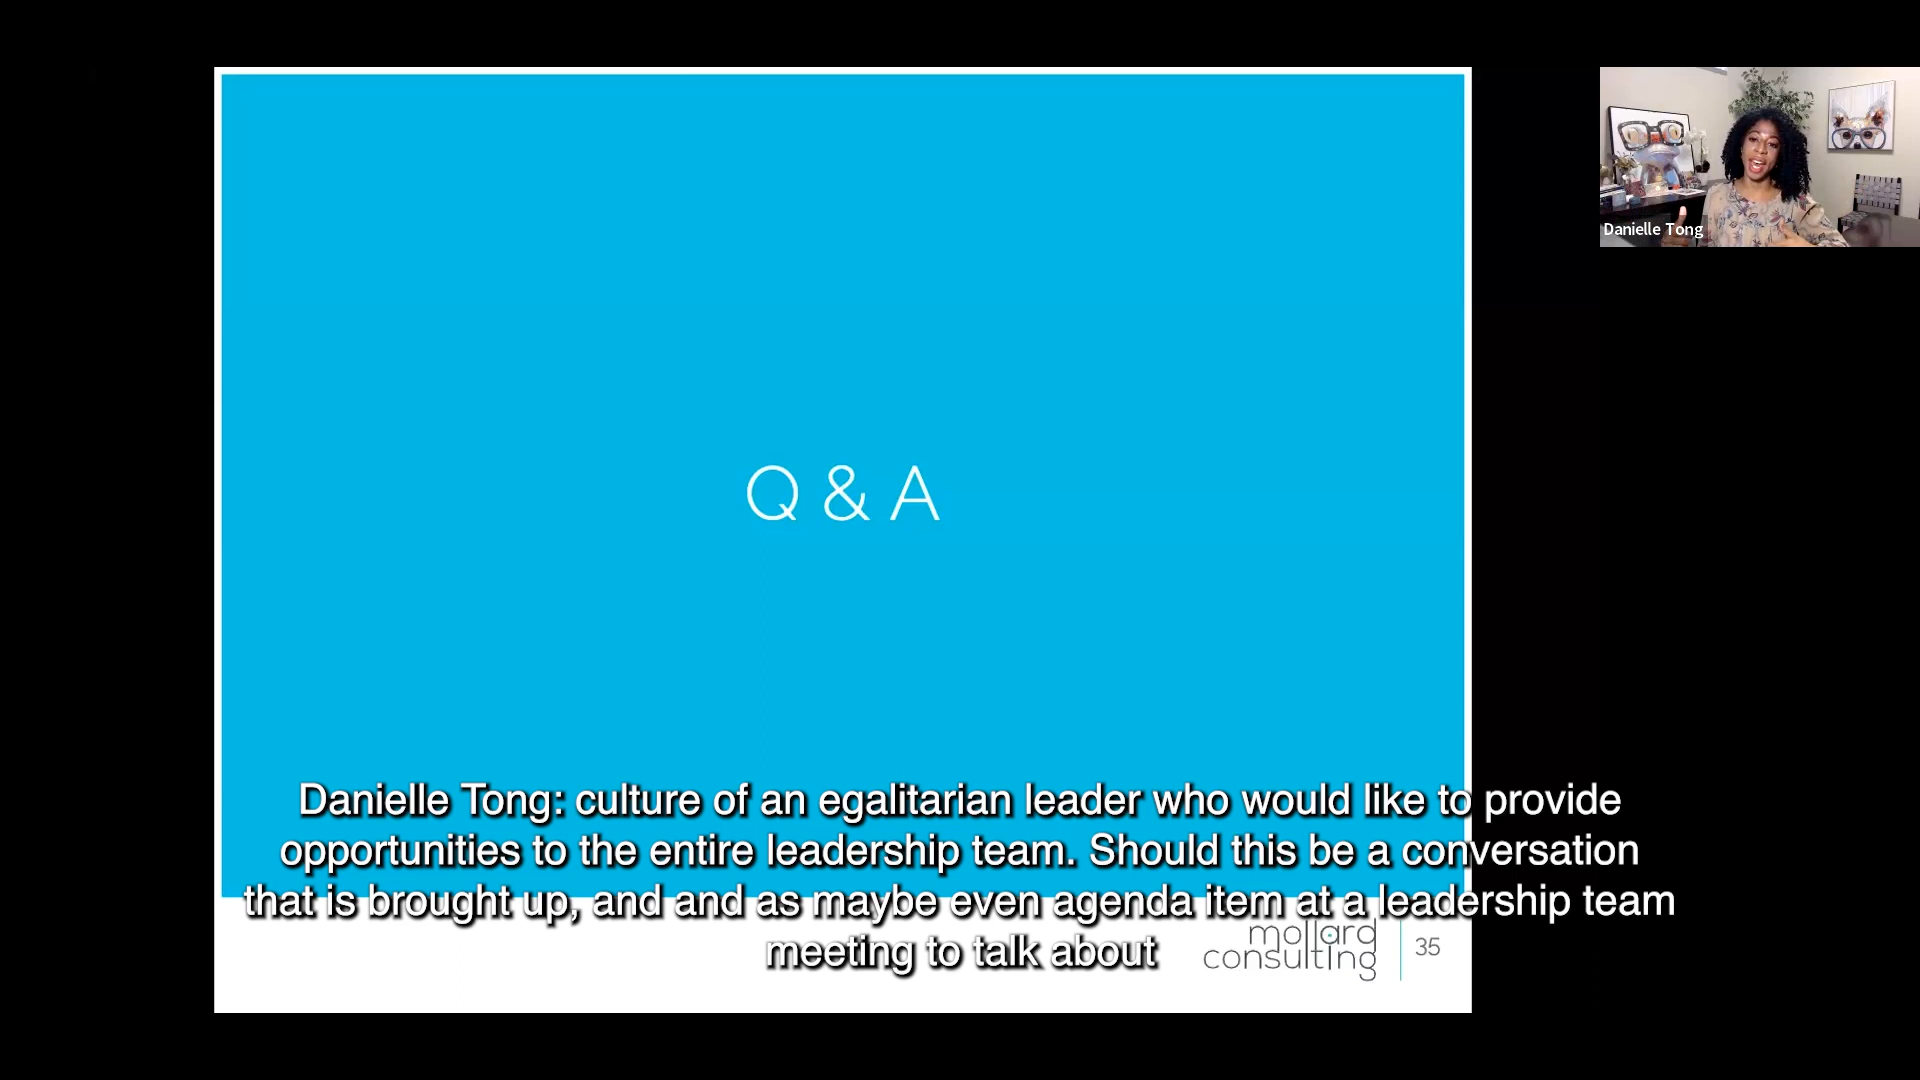 Danielle Tong
Q & A
Danielle Tong: culture of an egalitarian leader who would like to provide
opportunities to the entire leadership team. Should this be a conversation
that is brought up, and and as maybe even agenda item at a leadership team
meeting to talk about
mollard
consulting
35